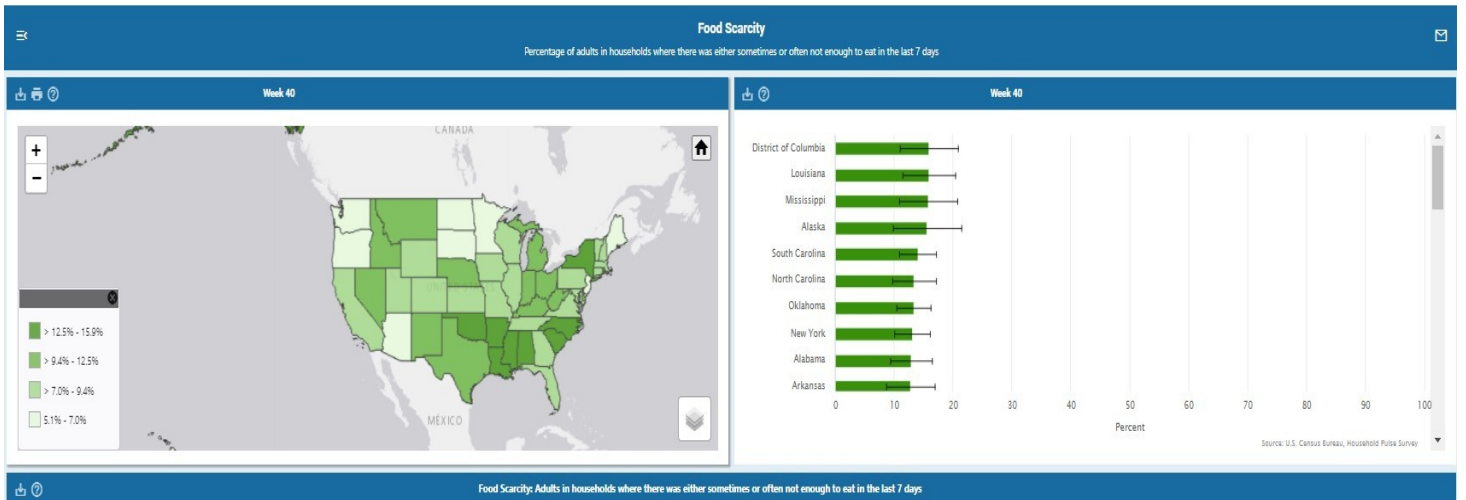 Food Scarcity
Percentage of adults in households where there was either sometimes or often not enough to eat in the last 7 days
Week 40
CANADA
MÉXICO
+
−
> 12.5% - 15.9%
> 9.4% - 12.5%
> 7.0% - 9.4%
5.1% - 7.0%
Week 40
District of Columbia
Louisiana
Mississippi
Alaska
South Carolina
North Carolina
Oklahoma
New York
Alabama
Arkansas
0 10 20 30 40 50 60 70 80 90 100
Percent
Source: U.S. Census Bureau, Household Pulse Survey
Food Scarcity: Adults in households where there was either sometimes or often not enough to eat in the last 7 days